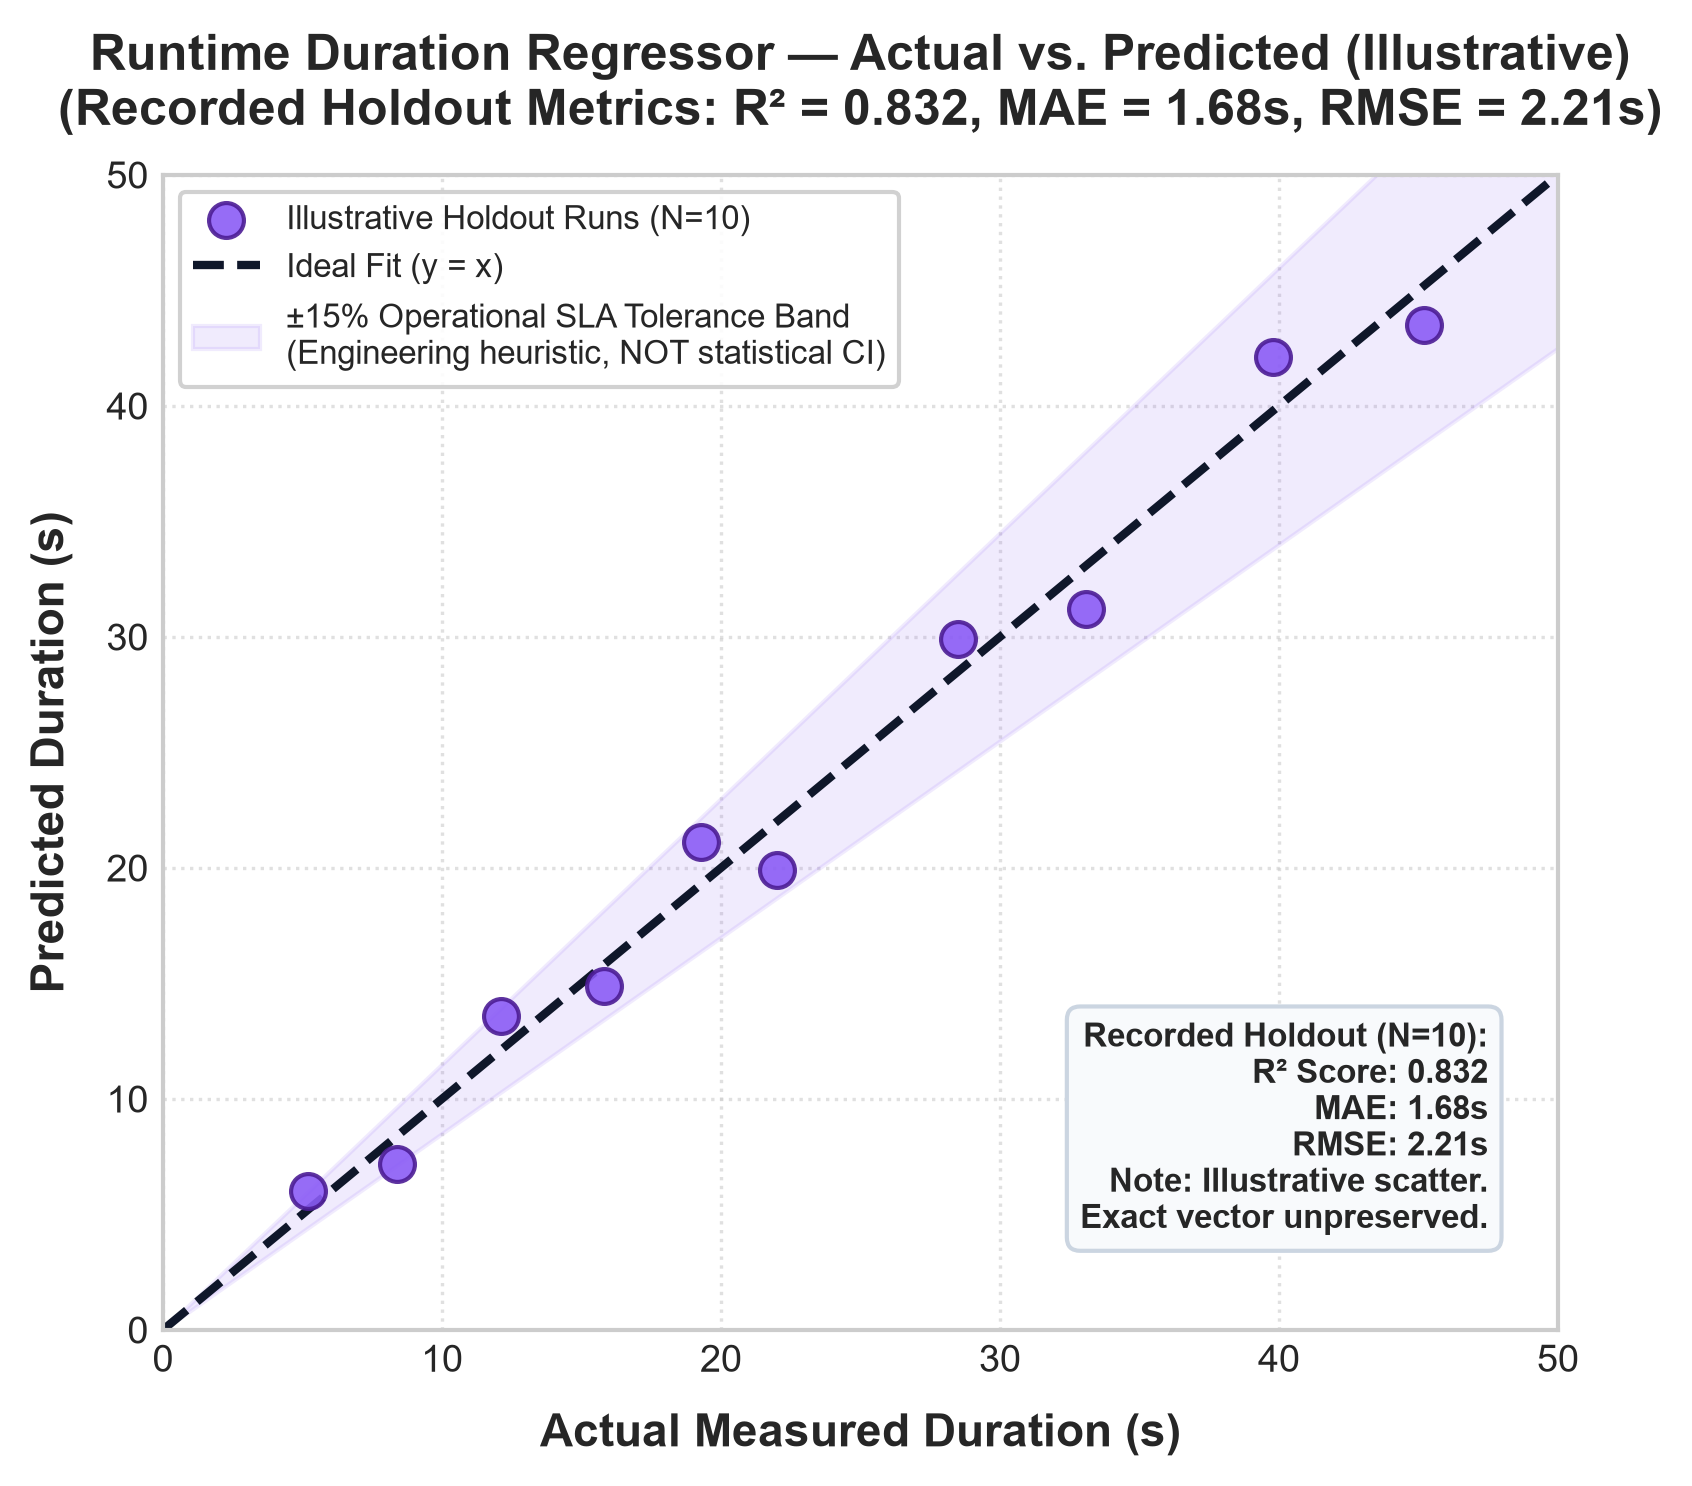 Runtime Duration Regressor — Actual vs. Predicted (Illustrative)
(Recorded Holdout Metrics: R² = 0.832, MAE = 1.68s, RMSE = 2.21s)
Illustrative Holdout Runs (N=10)
Ideal Fit (y = x)
±15% Operational SLA Tolerance Band
(Engineering heuristic, NOT statistical CI)
50
40
30
20
10
0
Predicted Duration (s)
Recorded Holdout (N=10):
R² Score: 0.832
MAE: 1.68s
RMSE: 2.21s
Note: Illustrative scatter.
Exact vector unpreserved.
0 10 20 30 40 50
Actual Measured Duration (s)